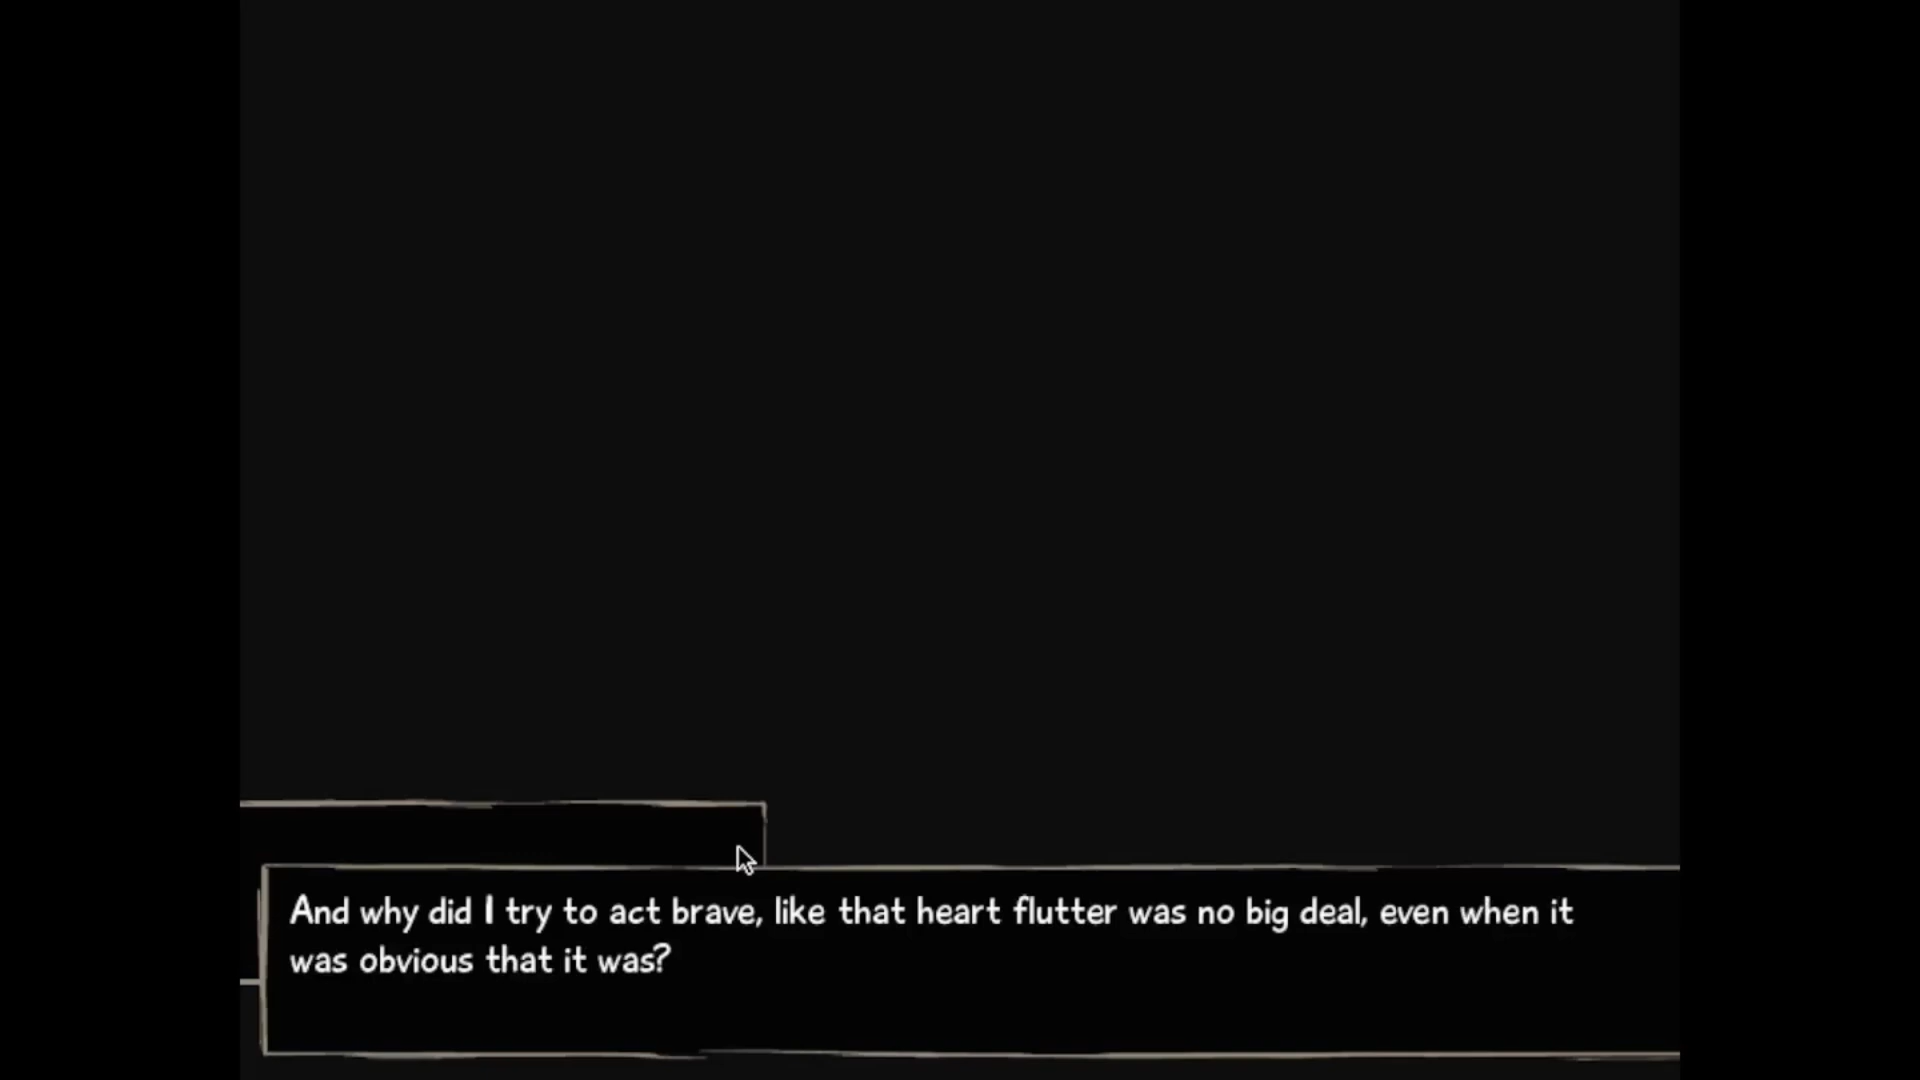 And why did I try to act brave, like that heart flutter was no big deal, even when it
was obvious that it was?